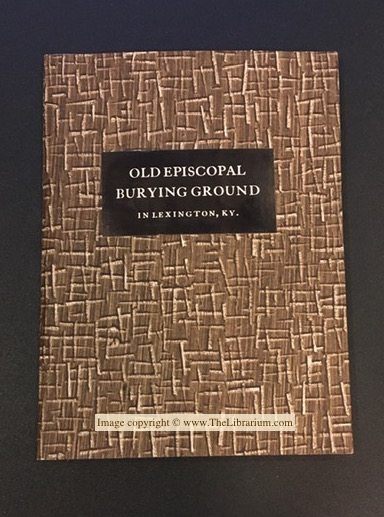 OLD EPISCOPAL
BURYING GROUND
IN LEXINGTON, KY.
Image copyright © www.TheLibrarium.com